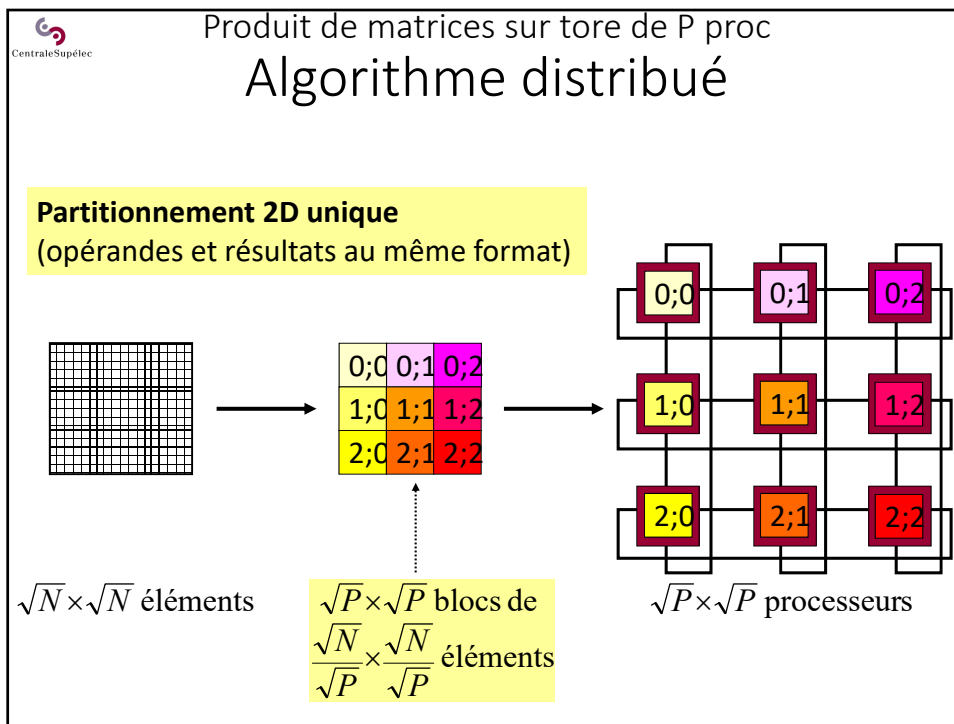 CentraleSupélec
Produit de matrices sur tore de P proc
Algorithme distribué
Partitionnement 2D unique
(opérandes et résultats au même format)
0;0 0;1 0;2
1;0 1;1 1;2
2;0 2;1 2;2
0;0 0;1 0;2
1;0 1;1 1;2
2;0 2;1 2;2
√N × √N éléments
√P × √P blocs de
√N/√P × √N/√P éléments
√P × √P processeurs